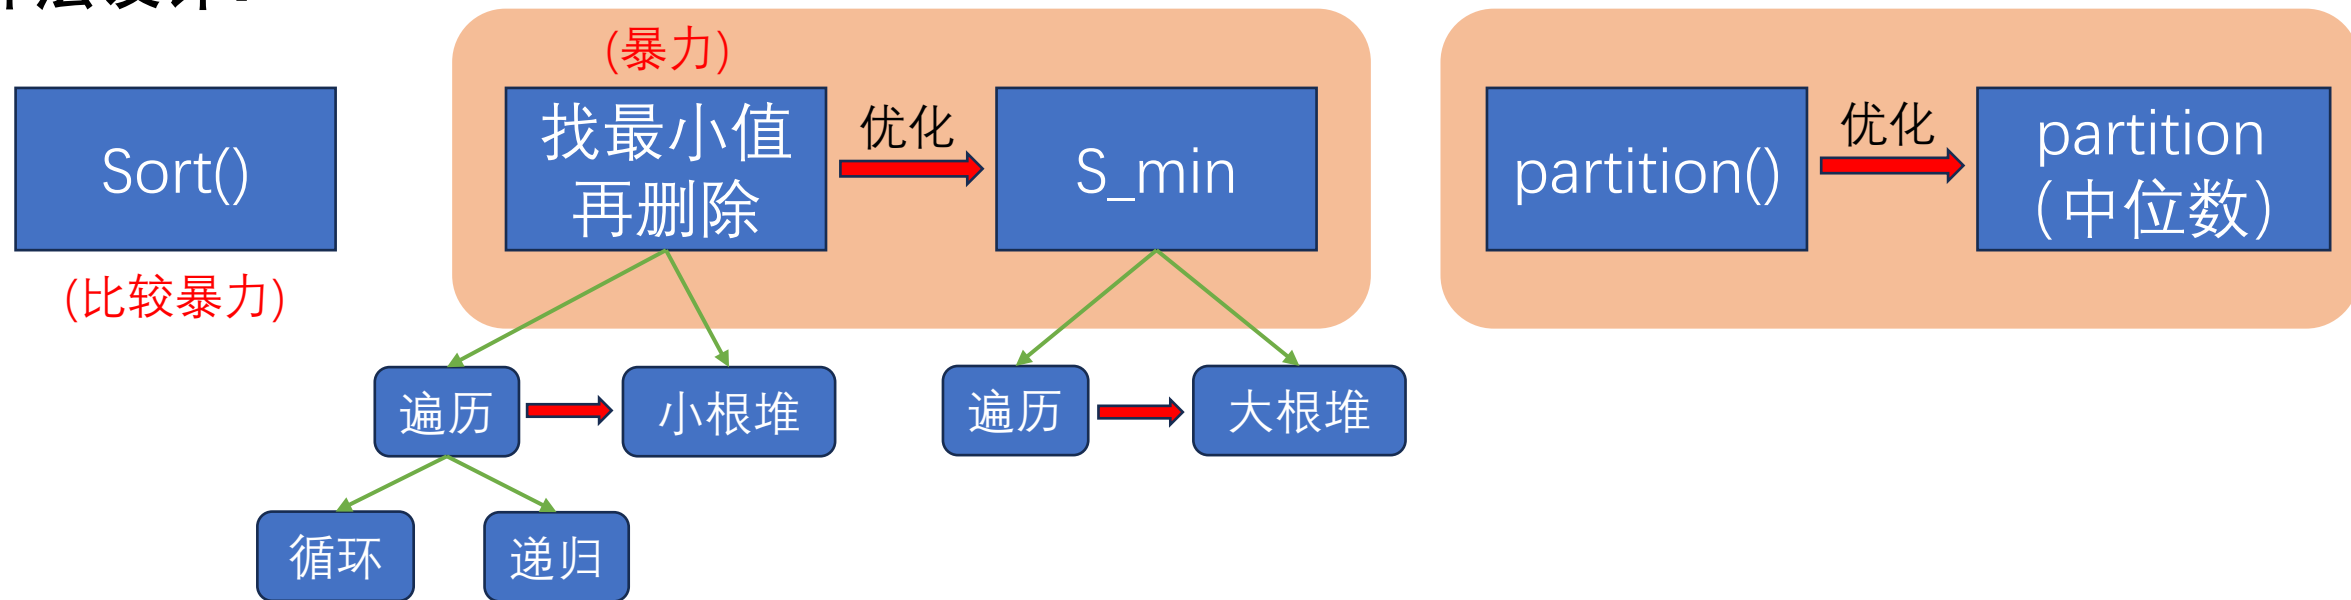 (暴力)
Sort()
找最小值
再删除
优化
S_min
partition()
优化
partition
(中位数)
(比较暴力)
遍历
小根堆
遍历
大根堆
循环
递归